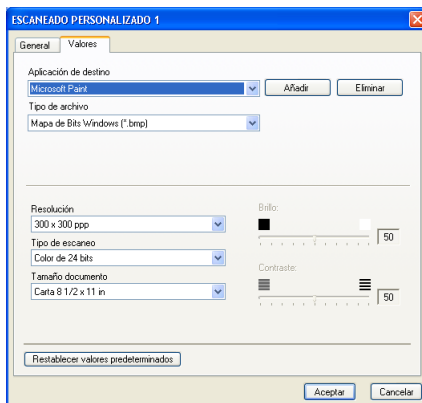 ESCANEADO PERSONALIZADO 1
General Valores
Aplicación de destino
Microsoft Paint Añadir Eliminar
Tipo de archivo
Mapa de Bits Windows (*.bmp)
Resolución Brillo:
300 x 300 ppp
50
Tipo de escaneo
Color de 24 bits
Contraste:
Tamaño documento
Carta 8 1/2 x 11 in
50
Restablecer valores predeterminados
Aceptar Cancelar